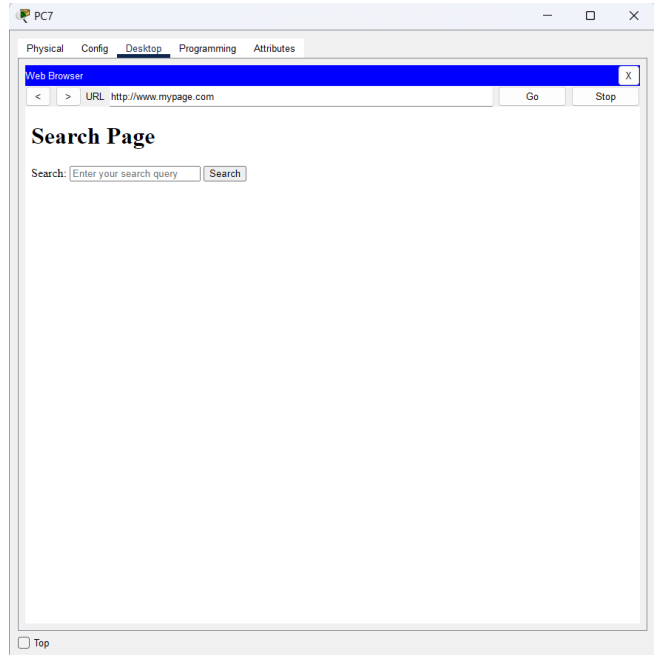 PC7
Physical Config Desktop Programming Attributes
Web Browser X
< > URL http://www.mypage.com Go Stop
Search Page
Search: Enter your search query Search
Top